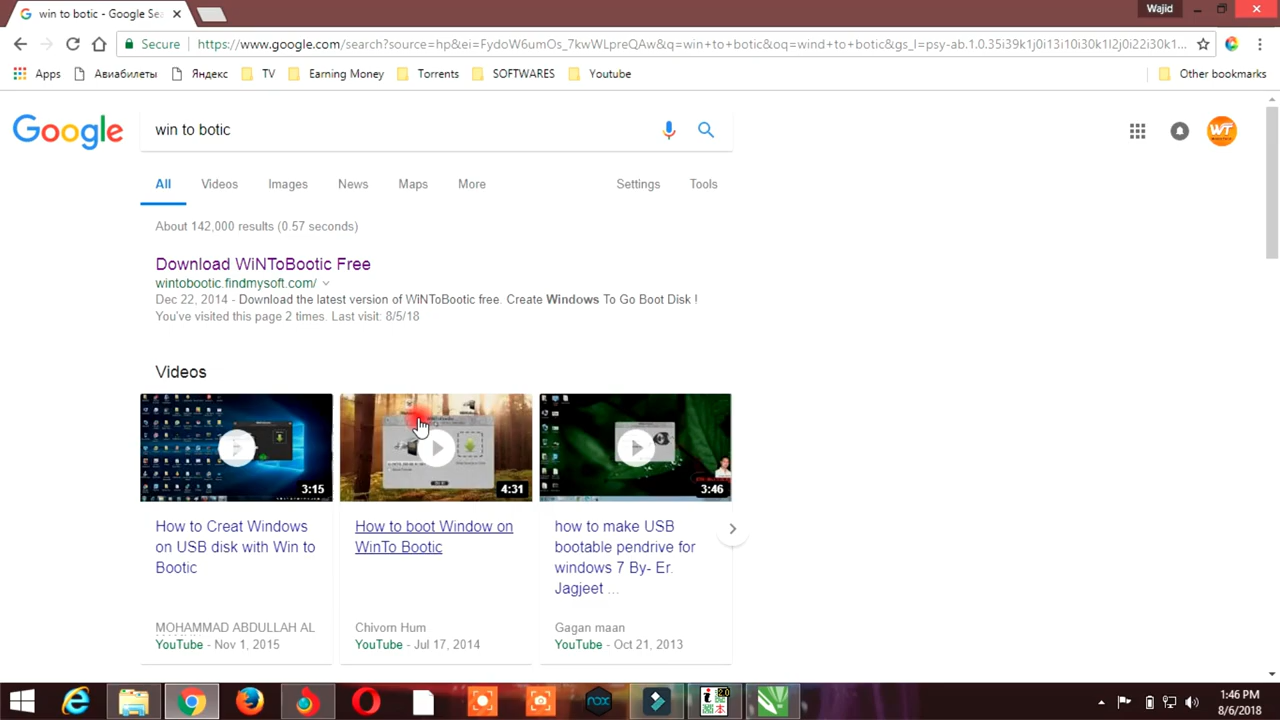 win to botic - Google Sea
Wajid
Secure
https://www.google.com/search?source=hp&ei=FydoW6umOs_7kwWLpreQAw&q=win+to+botic&oq=wind+to+botic&gs_l=psy-ab.1.0.35i39k1j0i13i10i30k1l2j0i22i30k1...
Apps
Авиабилеты
Яндекс
TV
Earning Money
Torrents
SOFTWARES
Youtube
Other bookmarks
Google
win to botic
WT
All
Videos
Images
News
Maps
More
Settings
Tools
About 142,000 results (0.57 seconds)
Download WiNToBootic Free
wintobootic.findmysoft.com/
Dec 22, 2014 - Download the latest version of WiNToBootic free. Create Windows To Go Boot Disk !
You've visited this page 2 times. Last visit: 8/5/18
Videos
3:15
4:31
3:46
How to Creat Windows
on USB disk with Win to
Bootic
MOHAMMAD ABDULLAH AL
YouTube - Nov 1, 2015
How to boot Window on
WinTo Bootic
Chivorn Hum
YouTube - Jul 17, 2014
how to make USB
bootable pendrive for
windows 7 By- Er.
Jagjeet ...
Gagan maan
YouTube - Oct 21, 2013
nox
2.0
1:46 PM
8/6/2018